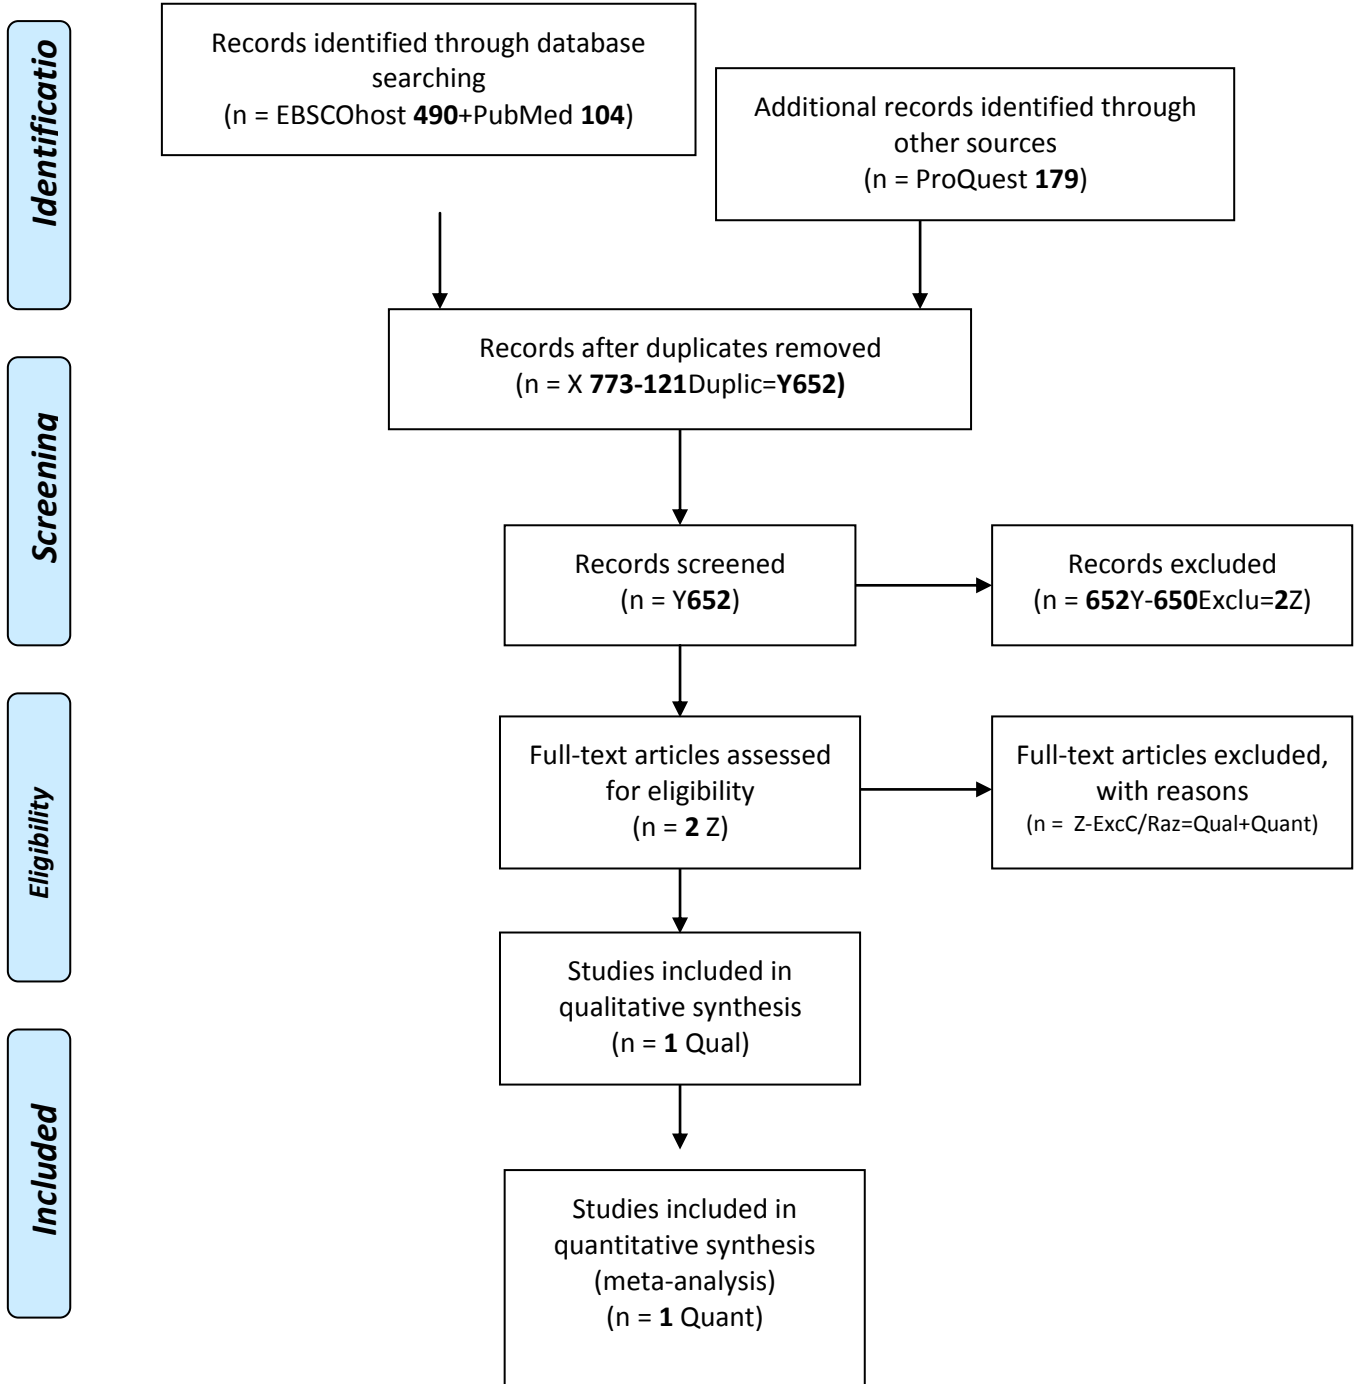 Identificatio
Records identified through database
searching
(n = EBSCOhost 490+PubMed 104)
Additional records identified through
other sources
(n = ProQuest 179)
Screening
Records after duplicates removed
(n = X 773-121Duplic=Y652)
Records screened
(n = Y652)
Records excluded
(n = 652Y-650Exclu=2Z)
Eligibility
Full-text articles assessed
for eligibility
(n = 2 Z)
Full-text articles excluded,
with reasons
(n =  Z-ExcC/Raz=Qual+Quant)
Studies included in
qualitative synthesis
(n = 1 Qual)
Included
Studies included in
quantitative synthesis
(meta-analysis)
(n = 1 Quant)